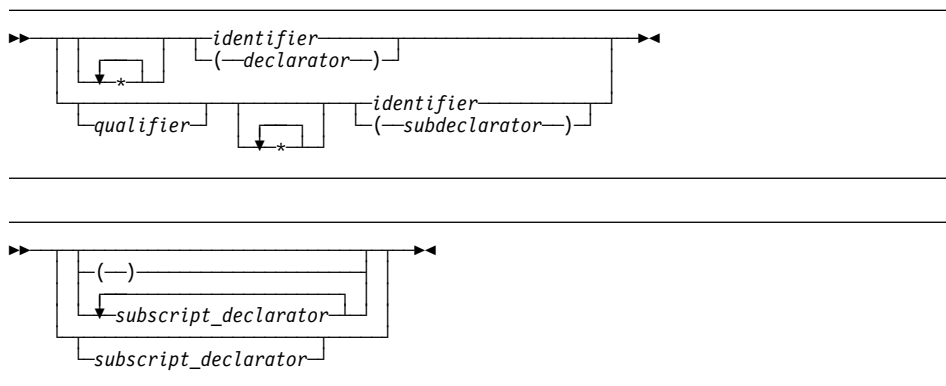 *
identifier
( declarator )
qualifier
*
identifier
( subdeclarator )
( )
subscript_declarator
subscript_declarator